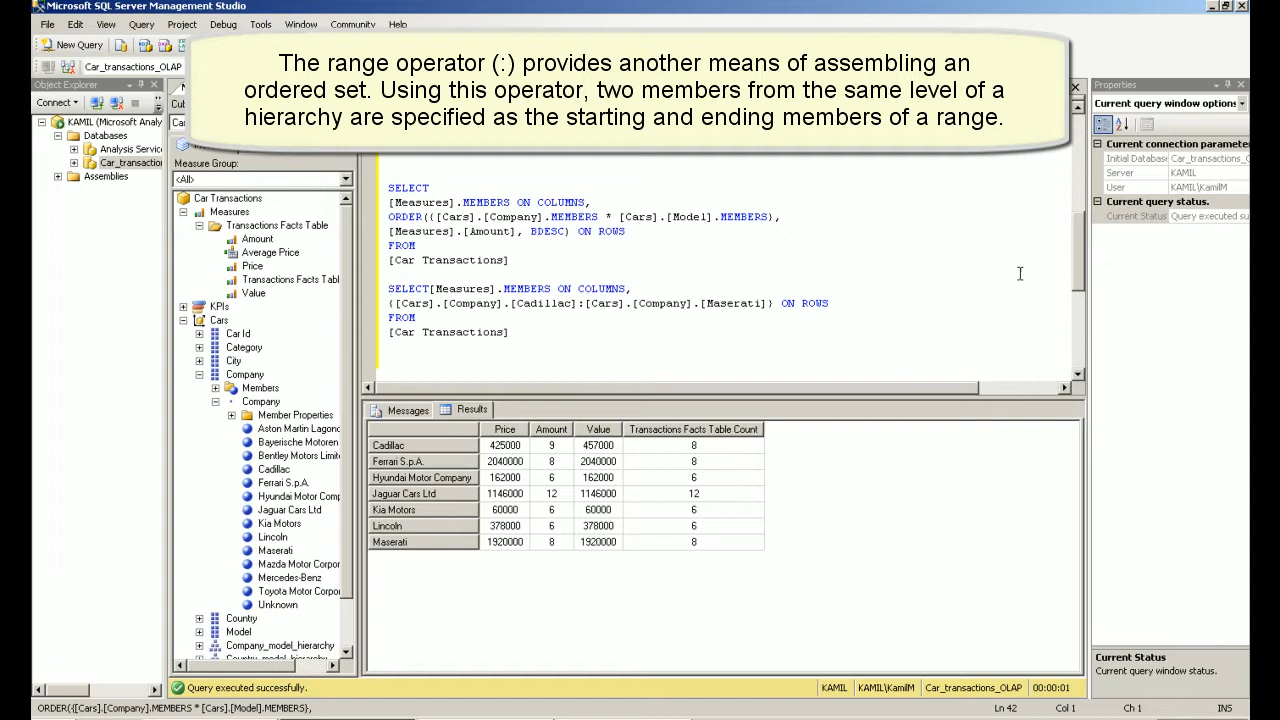 Microsoft SQL Server Management Studio
File Edit View Query Project Debug Tools Window Community Help
New Query
Car_transactions_OLAP
The range operator (:) provides another means of assembling an
ordered set. Using this operator, two members from the same level of a
hierarchy are specified as the starting and ending members of a range.
Object Explorer
Connect
KAMIL (Microsoft Analy
Databases
Analysis Service
Car_transactio
Assemblies
Measure Group:
<All>
Car Transactions
Measures
Transactions Facts Table
Amount
Average Price
Price
Transactions Facts Tabl
Value
KPIs
Cars
Car Id
Category
City
Company
Members
Company
Member Properties
Aston Martin Lagond
Bayerische Motoren
Bentley Motors Limite
Cadillac
Ferrari S.p.A.
Hyundai Motor Comp
Jaguar Cars Ltd
Kia Motors
Lincoln
Maserati
Mazda Motor Corpor
Mercedes-Benz
Toyota Motor Corpor
Unknown
Country
Model
Company_model_hierarchy
Country_model_hierarchy
SELECT
[Measures].MEMBERS ON COLUMNS,
ORDER({[Cars].[Company].MEMBERS * [Cars].[Model].MEMBERS},
[Measures].[Amount], BDESC) ON ROWS
FROM
[Car Transactions]
SELECT[Measures].MEMBERS ON COLUMNS,
{[Cars].[Company].[Cadillac]:[Cars].[Company].[Maserati]} ON ROWS
FROM
[Car Transactions]
Messages Results
Price Amount Value Transactions Facts Table Count
Cadillac 425000 9 457000 8
Ferrari S.p.A. 2040000 8 2040000 8
Hyundai Motor Company 162000 6 162000 6
Jaguar Cars Ltd 1146000 12 1146000 12
Kia Motors 60000 6 60000 6
Lincoln 378000 6 378000 6
Maserati 1920000 8 1920000 8
Properties
Current query window options
Current connection parameter
Initial Databas Car_transactions_O
Server KAMIL
User KAMIL\KamilM
Current query status.
Current Status Query executed su
Current Status
Current query window status.
Query executed successfully. KAMIL KAMIL\KamilM Car_transactions_OLAP 00:00:01
ORDER({[Cars].[Company].MEMBERS * [Cars].[Model].MEMBERS}, Ln 42 Col 1 Ch 1 INS